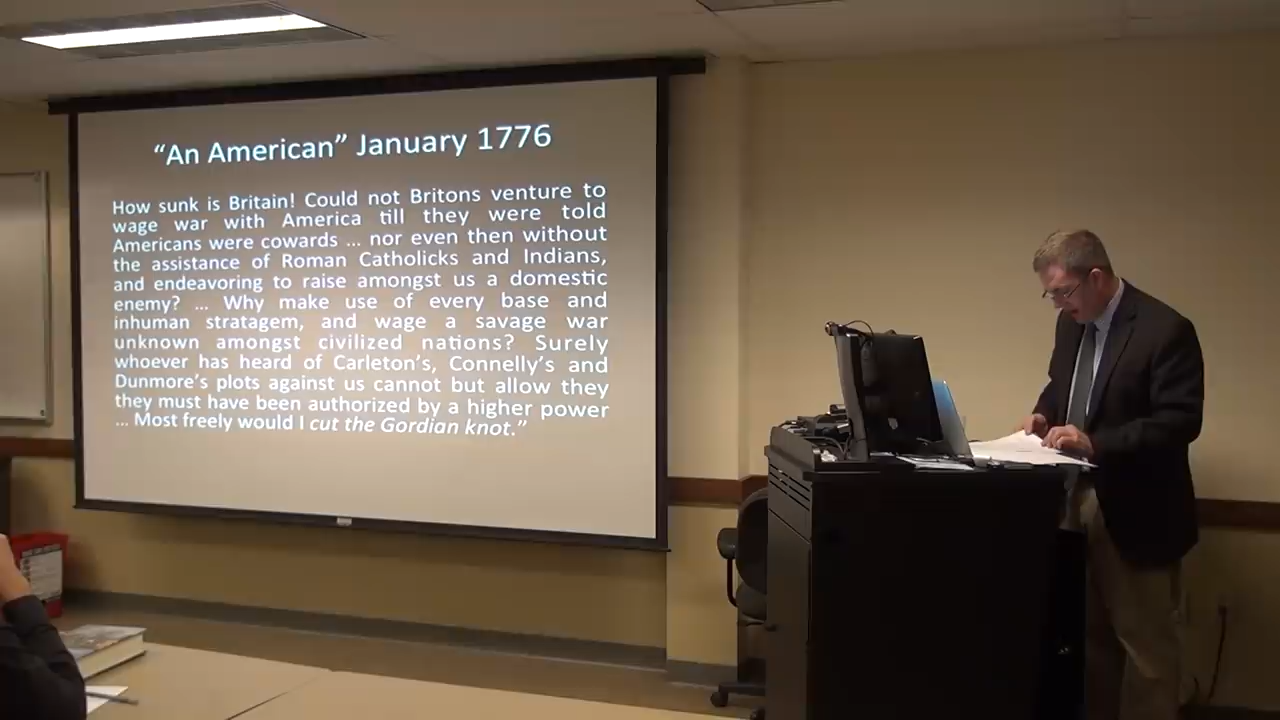 “An American” January 1776
How sunk is Britain! Could not Britons venture to
wage war with America till they were told
Americans were cowards ... nor even then without
the assistance of Roman Catholicks and Indians,
and endeavoring to raise amongst us a domestic
enemy? ... Why make use of every base and
inhuman stratagem, and wage a savage war
unknown amongst civilized nations? Surely
whoever has heard of Carleton’s, Connelly’s and
Dunmore’s plots against us cannot but allow they
they must have been authorized by a higher power
... Most freely would I cut the Gordian knot.”